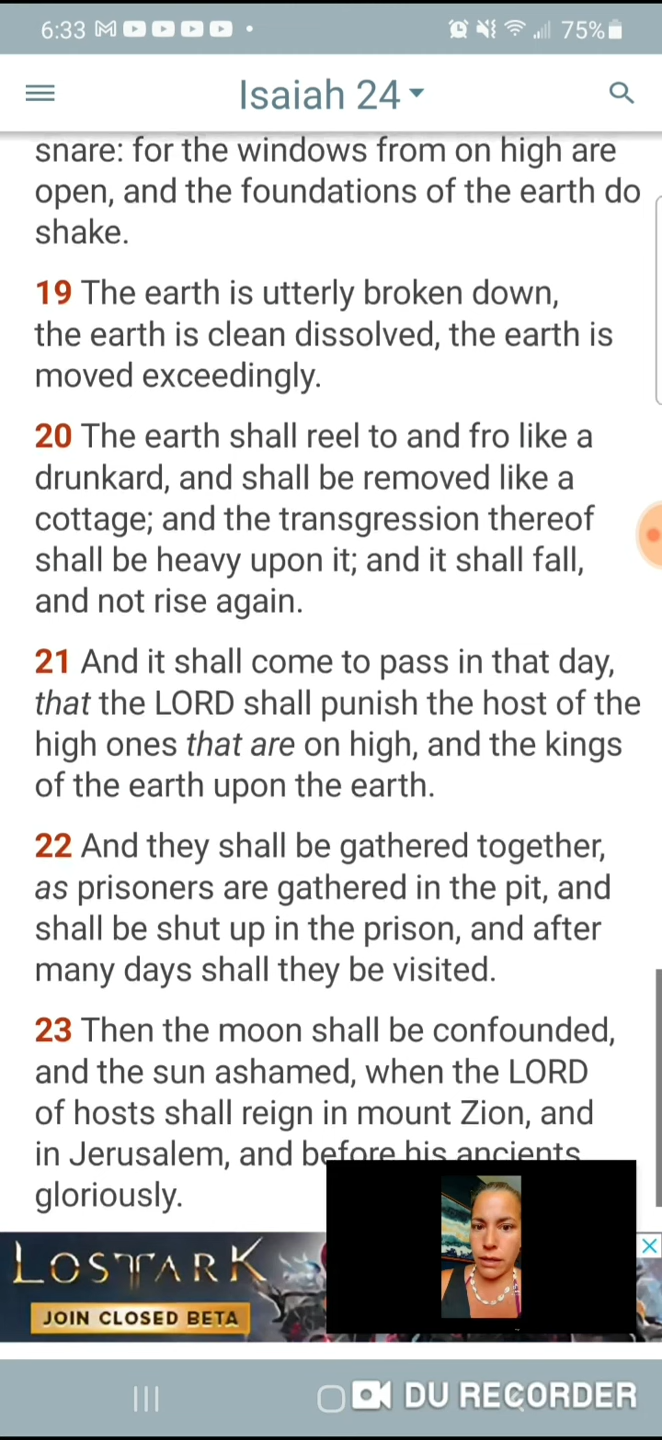 6:33
75%
Isaiah 24
snare: for the windows from on high are
open, and the foundations of the earth do
shake.
19 The earth is utterly broken down,
the earth is clean dissolved, the earth is
moved exceedingly.
20 The earth shall reel to and fro like a
drunkard, and shall be removed like a
cottage; and the transgression thereof
shall be heavy upon it; and it shall fall,
and not rise again.
21 And it shall come to pass in that day,
that the LORD shall punish the host of the
high ones that are on high, and the kings
of the earth upon the earth.
22 And they shall be gathered together,
as prisoners are gathered in the pit, and
shall be shut up in the prison, and after
many days shall they be visited.
23 Then the moon shall be confounded,
and the sun ashamed, when the LORD
of hosts shall reign in mount Zion, and
in Jerusalem, and before his ancients
gloriously.
LOST ARK
JOIN CLOSED BETA
DU RECORDER